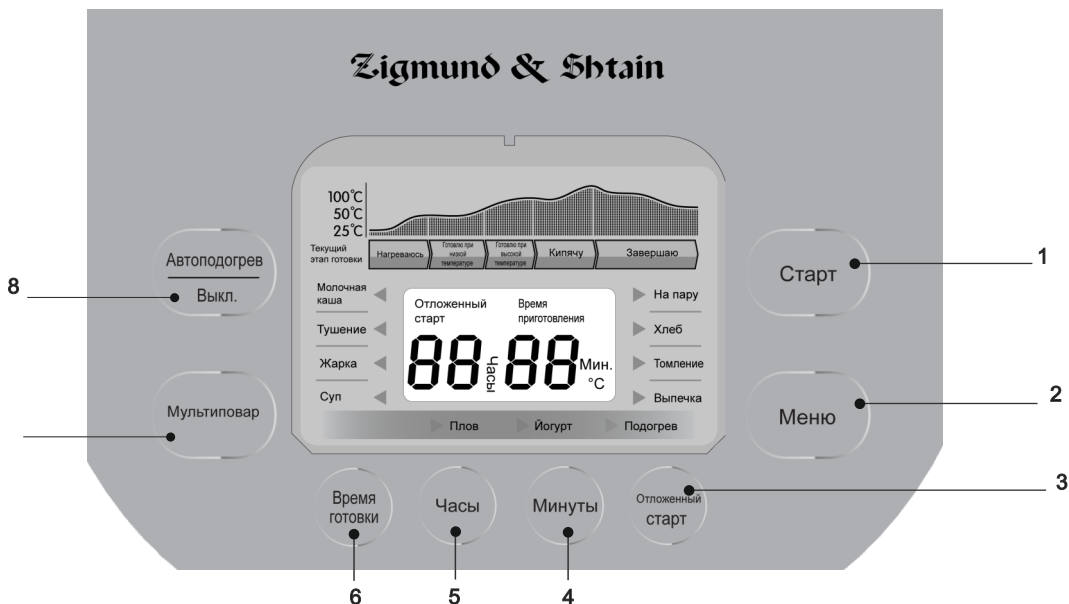 Zigmund & Shtain
100°C
50°C
25°C
Текущий
этап готовки
Нагреваюсь
Готовлю при
низкой
температуре
Готовлю при
высокой
температуре
Кипячу
Завершаю
Автоподогрев
Выкл.
8
Мультиповар
Молочная
каша
Тушение
Жарка
Суп
Отложенный
старт
Время
приготовления
88
Часы
88
Мин.
°C
На пару
Хлеб
Томление
Выпечка
Плов
Йогурт
Подогрев
Старт
1
Меню
2
Время
готовки
Часы
Минуты
Отложенный
старт
3
6
5
4